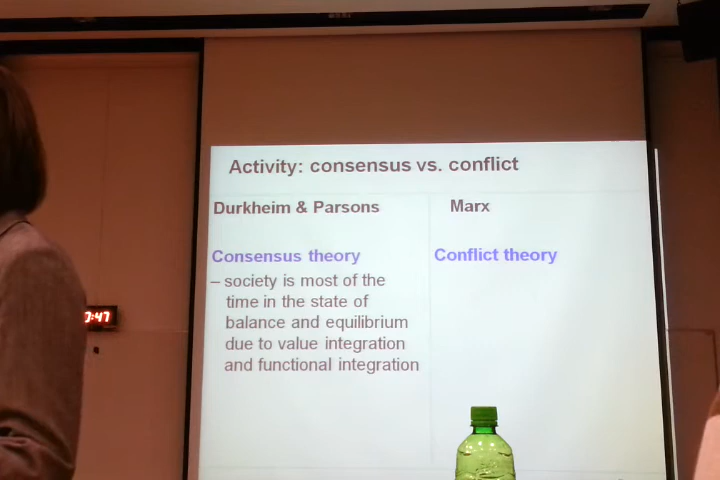 Activity: consensus vs. conflict
Durkheim & Parsons
Marx
Consensus theory
Conflict theory
– society is most of the
time in the state of
balance and equilibrium
due to value integration
and functional integration
:47